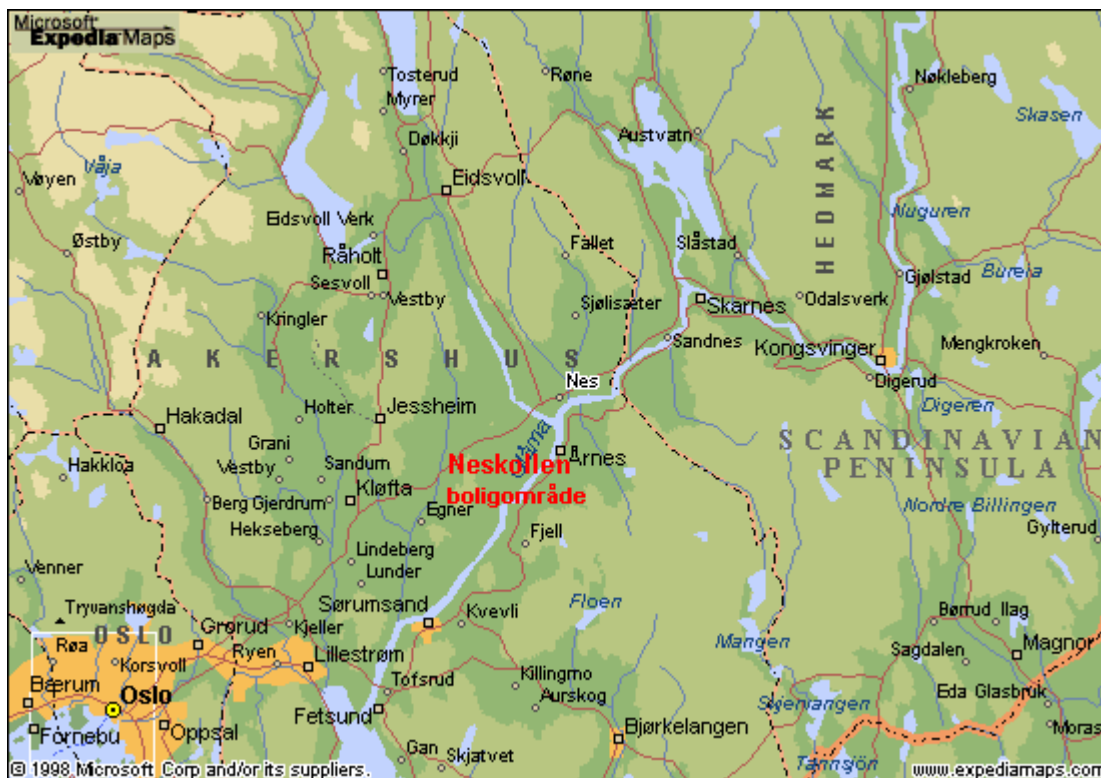 Microsoft
Expedia Maps
Tosterud
Røne
Nøkleberg
Myrer
Skasen
Austvatn
Døkkji
HEDMARK
Våja
Vøyen
Eidsvoll
Nuguren
Eidsvoll Verk
Østby
Fallet
Slåstad
Råholt
Gjølstad
Bureia
Sesvoll
Vestby
Odalsverk
Skarnes
Kringler
Sjølisæter
Sandnes
Mengkroken
AKERSHUS
Kongsvinger
Nes
Digerud
Holter
Jessheim
Digeren
Hakadal
Vårma
Grani
SCANDINAVIAN
PENINSULA
Årnes
Neskollen
boligområde
Hakkloa
Vestby
Sandum
Kløfta
Berg
Gjerdrum
Egner
Nordre Billingen
Hekseberg
Fjell
Gylterud
Lindeberg
Venner
Lunder
Tryvanshøgda
Sørumsand
Kvevli
Floen
Børrud Ilag
OSLO
Grorud
Kjeller
Mangen
Magnor
Røa
Korsvoll
Ryen
Lillestrøm
Sagdalen
Bærum
Oslo
Tofsrud
Killingmo
Aurskog
Eda Glasbruk
Skjervangen
Fetsund
Fornebu
Oppsal
Bjørkelangen
Moras
Gan
Skjatvet
Tannsjön
© 1998 Microsoft Corp and/or its suppliers.
www.expediamaps.com